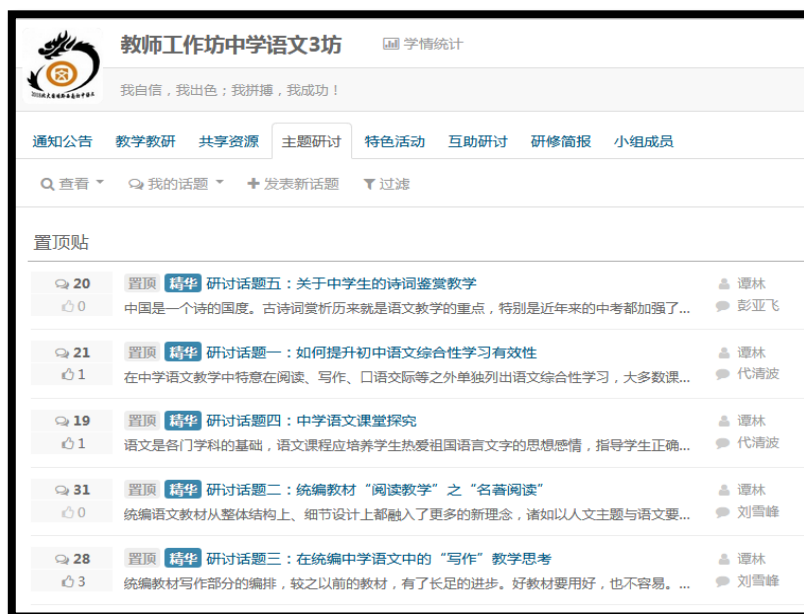 教师工作坊中学语文3坊 学情统计
我自信，我出色；我拼搏，我成功！
通知公告 教学教研 共享资源 主题研讨 特色活动 互助研讨 研修简报 小组成员
查看 我的话题 发表新话题 过滤
置顶贴
20 置顶 精华 研讨话题五：关于中学生的诗词鉴赏教学 谭林
0 中国是一个诗的国度。古诗词赏析历来就是语文教学的重点，特别是近年来的中考都加强了... 彭亚飞
21 置顶 精华 研讨话题一：如何提升初中语文综合性学习有效性 谭林
1 在中学语文教学中特意在阅读、写作、口语交际等之外单独列出语文综合性学习，大多数课... 代清波
19 置顶 精华 研讨话题四：中学语文课堂探究 谭林
1 语文是各门学科的基础，语文课程应培养学生热爱祖国语言文字的思想感情，指导学生正确... 代清波
31 置顶 精华 研讨话题二：统编教材“阅读教学”之“名著阅读” 谭林
0 统编语文教材从整体结构上、细节设计上都融入了更多的新理念，诸如以人文主题与语文要... 刘雪峰
28 置顶 精华 研讨话题三：在统编中学语文中的“写作”教学思考 谭林
3 统编教材写作部分的编排，较之以前的教材，有了长足的进步。好教材要用好，也不容易。... 刘雪峰